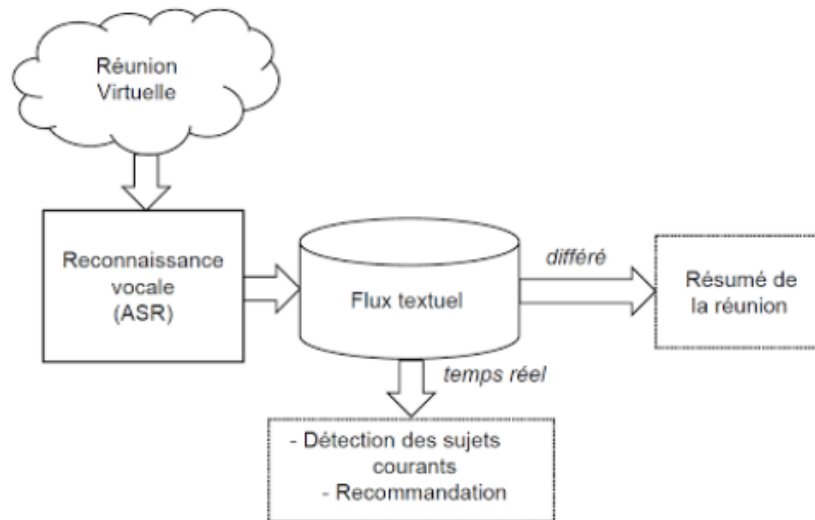 Réunion
Virtuelle
Reconnaissance
vocale
(ASR)
Flux textuel
différé
Résumé de
la réunion
temps réel
- Détection des sujets
courants
- Recommandation